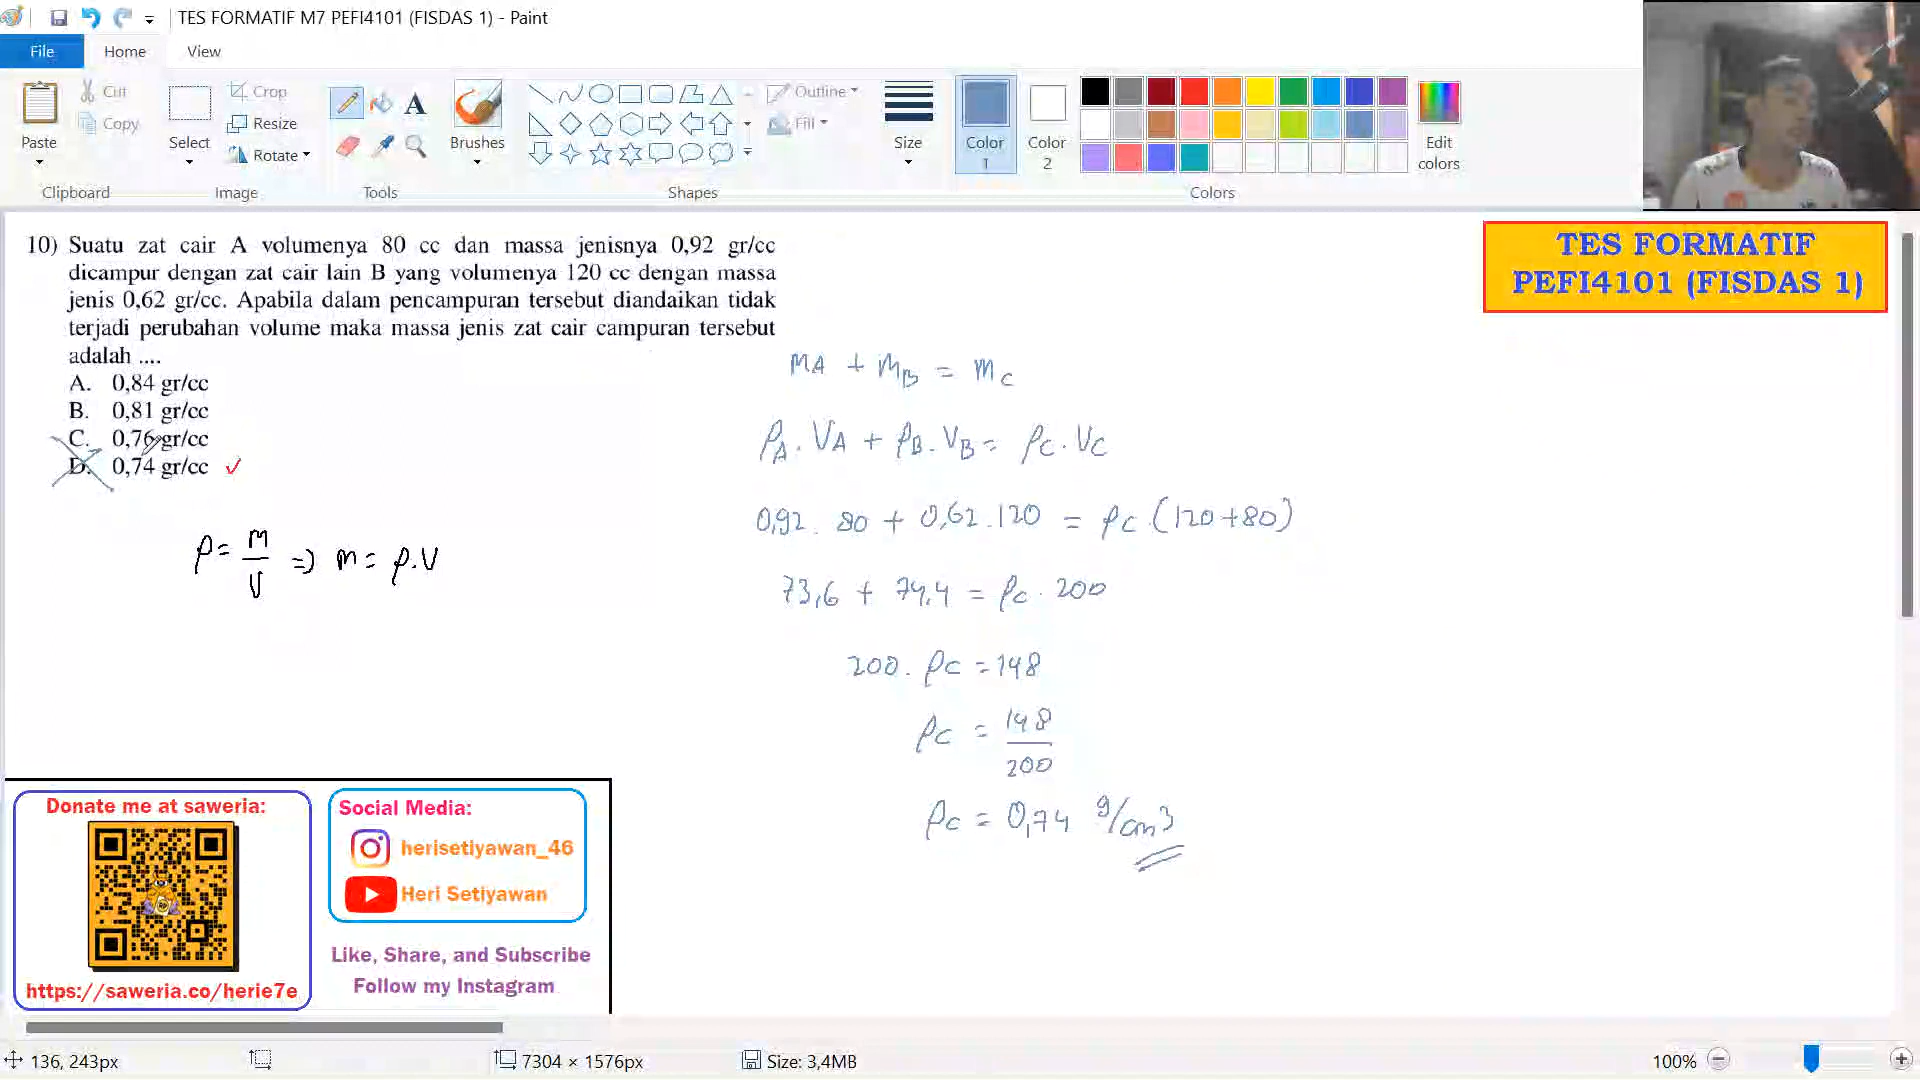 TES FORMATIF M7 PEFI4101 (FISDAS 1) - Paint
File Home View
Paste
Cut
Copy
Clipboard
Select
Crop
Resize
Rotate
Image
A
Tools
Brushes
Outline
Fill
Shapes
Size
Color 1
Color 2
Edit colors
Colors
TES FORMATIF
PEFI4101 (FISDAS 1)
10) Suatu zat cair A volumenya 80 cc dan massa jenisnya 0,92 gr/cc
dicampur dengan zat cair lain B yang volumenya 120 cc dengan massa
jenis 0,62 gr/cc. Apabila dalam pencampuran tersebut diandaikan tidak
terjadi perubahan volume maka massa jenis zat cair campuran tersebut
adalah ....
A. 0,84 gr/cc
B. 0,81 gr/cc
C. 0,76 gr/cc
D. 0,74 gr/cc ✓
ρ = m/V => m = ρ.V
mA + mB = mC
ρA . VA + ρB . VB = ρC . VC
0,92 . 80 + 0,62 . 120 = ρC . (120+80)
73,6 + 74,4 = ρC . 200
200 . ρC = 148
ρC = 148/200
ρC = 0,74 g/cm3
Donate me at saweria:
https://saweria.co/herie7e
Social Media:
herisetiyawan_46
Heri Setiyawan
Like, Share, and Subscribe
Follow my Instagram
136, 243px
7304 × 1576px
Size: 3,4MB
100%